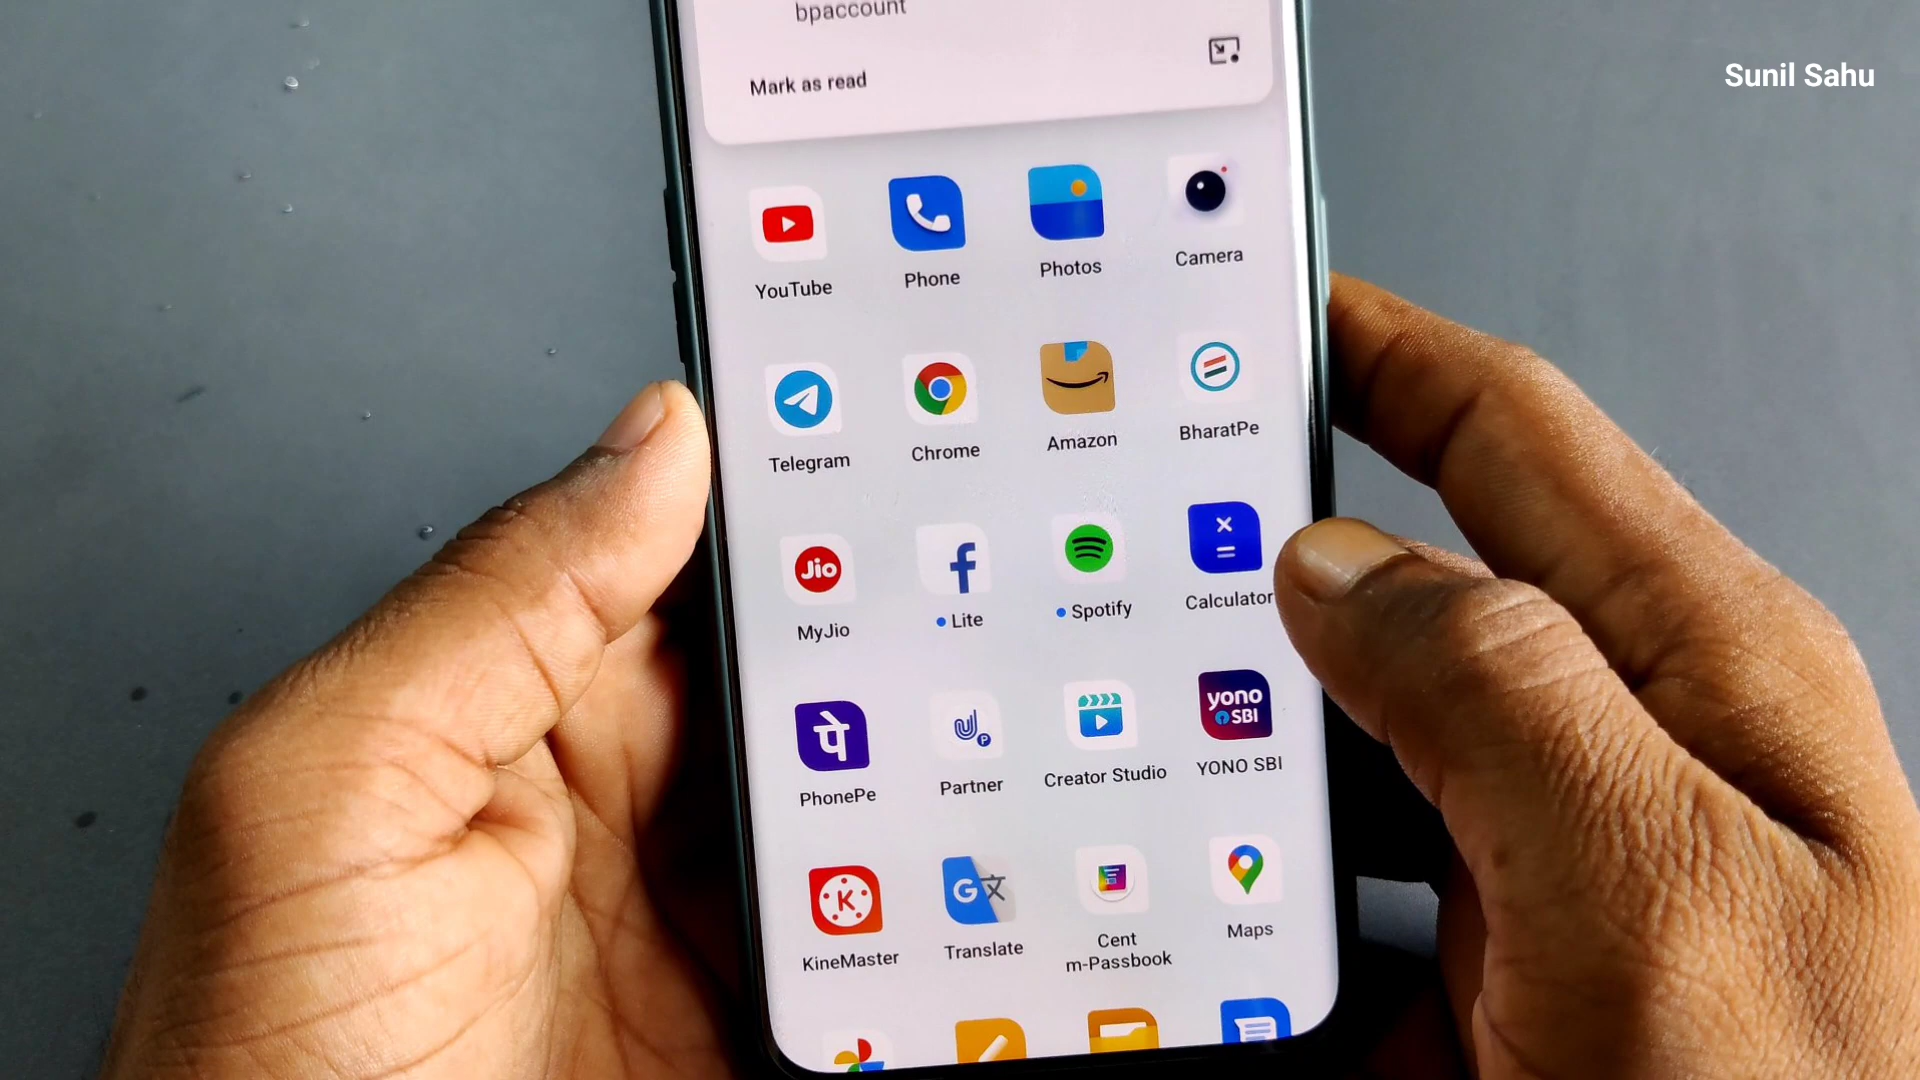 bpaccount
Mark as read
Sunil Sahu
YouTube
Phone
Photos
Camera
Telegram
Chrome
Amazon
BharatPe
Jio
MyJio
Lite
Spotify
×
=
Calculator
पे
PhonePe
P
Partner
Creator Studio
yono
SBI
YONO SBI
K
KineMaster
G 文
Translate
Cent
m-Passbook
Maps